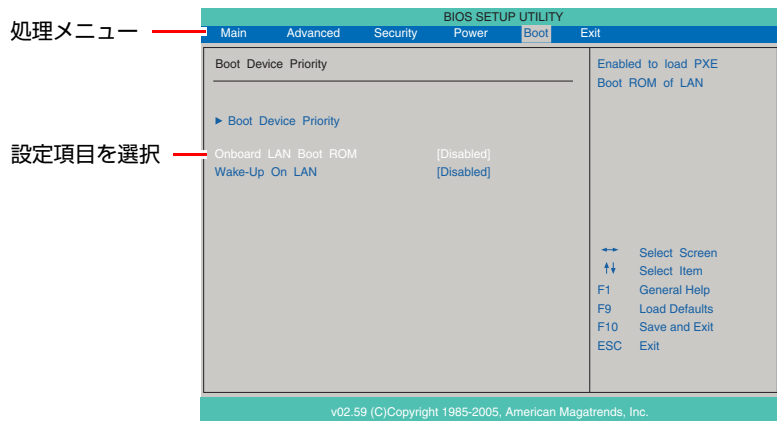 BIOS SETUP UTILITY
処理メニュー
Main Advanced Security Power Boot Exit
Boot Device Priority
Enabled to load PXE
Boot ROM of LAN
► Boot Device Priority
設定項目を選択
Onboard LAN Boot ROM [Disabled]
Wake-Up On LAN [Disabled]
Select Screen
Select Item
F1 General Help
F9 Load Defaults
F10 Save and Exit
ESC Exit
v02.59 (C)Copyright 1985-2005, American Magatrends, Inc.